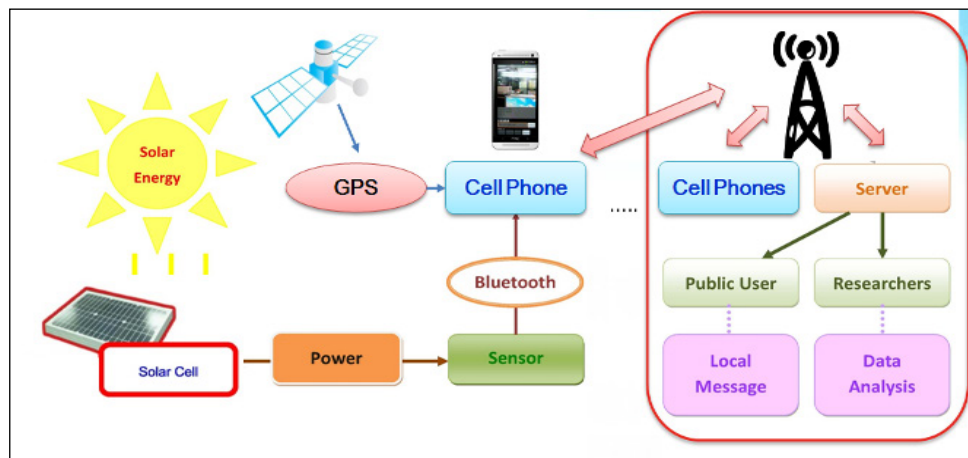 Solar
Energy
GPS
Cell Phone
.....
Cell Phones
Server
Bluetooth
Public User
Researchers
Solar Cell
Power
Sensor
Local
Message
Data
Analysis